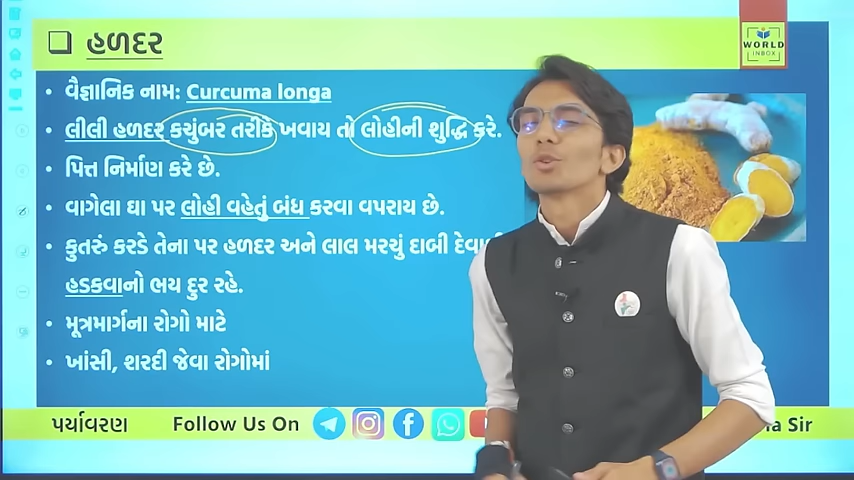 ❑ હળદર
WORLD
INBOX
• વૈજ્ઞાનિક નામ: Curcuma longa
• લીલી હળદર કચુંબર તરીકે ખવાય તો લોહીની શુદ્ધિ કરે.
• પિત્ત નિર્માણ કરે છે.
• વાગેલા ઘા પર લોહી વહેતું બંધ કરવા વપરાય છે.
• કુતરું કરડે તેના પર હળદર અને લાલ મરચું દાબી
હડકવાનો ભય દુર રહે.
• મૂત્રમાર્ગના રોગો માટે
• ખાંસી, શરદી જેવા રોગોમાં
પર્યાવરણ Follow Us On Sir